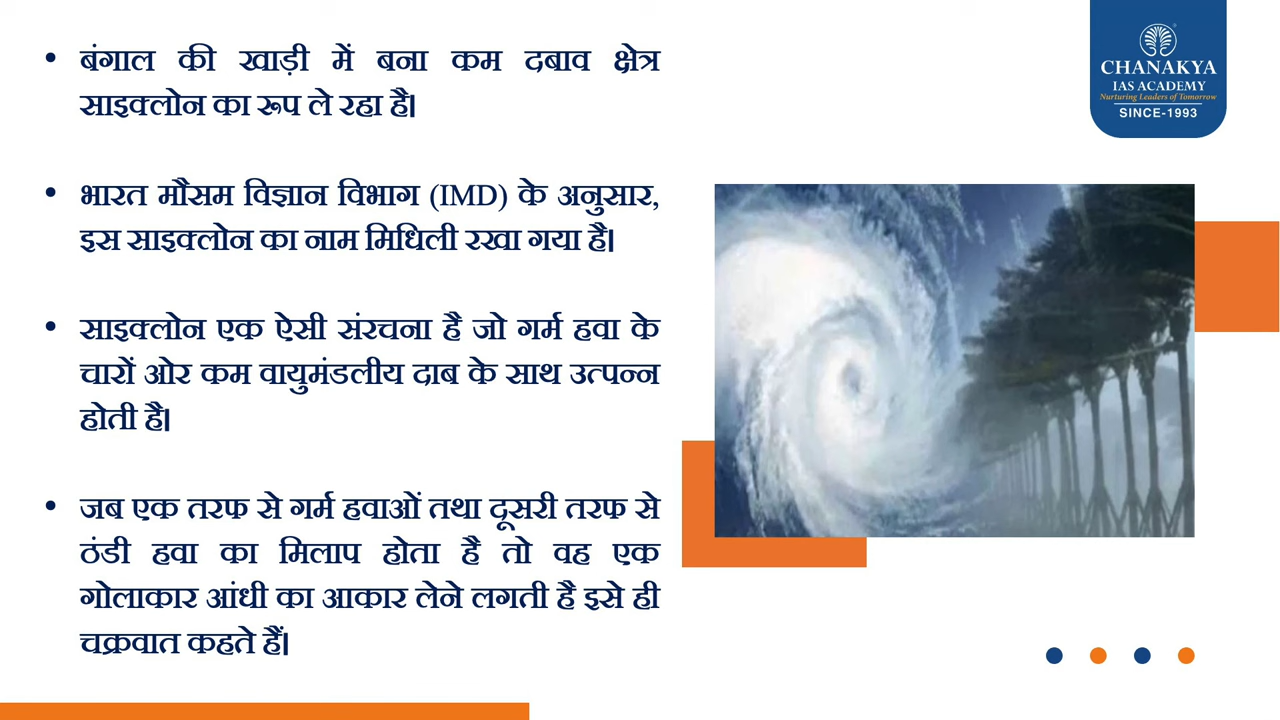 • बंगाल की खाड़ी में बना कम दबाव क्षेत्र
साइक्लोन का रूप ले रहा है।
• भारत मौसम विज्ञान विभाग (IMD) के अनुसार,
इस साइक्लोन का नाम मिधिली रखा गया है।
• साइक्लोन एक ऐसी संरचना है जो गर्म हवा के
चारों ओर कम वायुमंडलीय दाब के साथ उत्पन्न
होती है।
• जब एक तरफ से गर्म हवाओं तथा दूसरी तरफ से
ठंडी हवा का मिलाप होता है तो वह एक
गोलाकार आंधी का आकार लेने लगती है इसे ही
चक्रवात कहते हैं।
CHANAKYA
IAS ACADEMY
Nurturing Leaders of Tomorrow
SINCE-1993